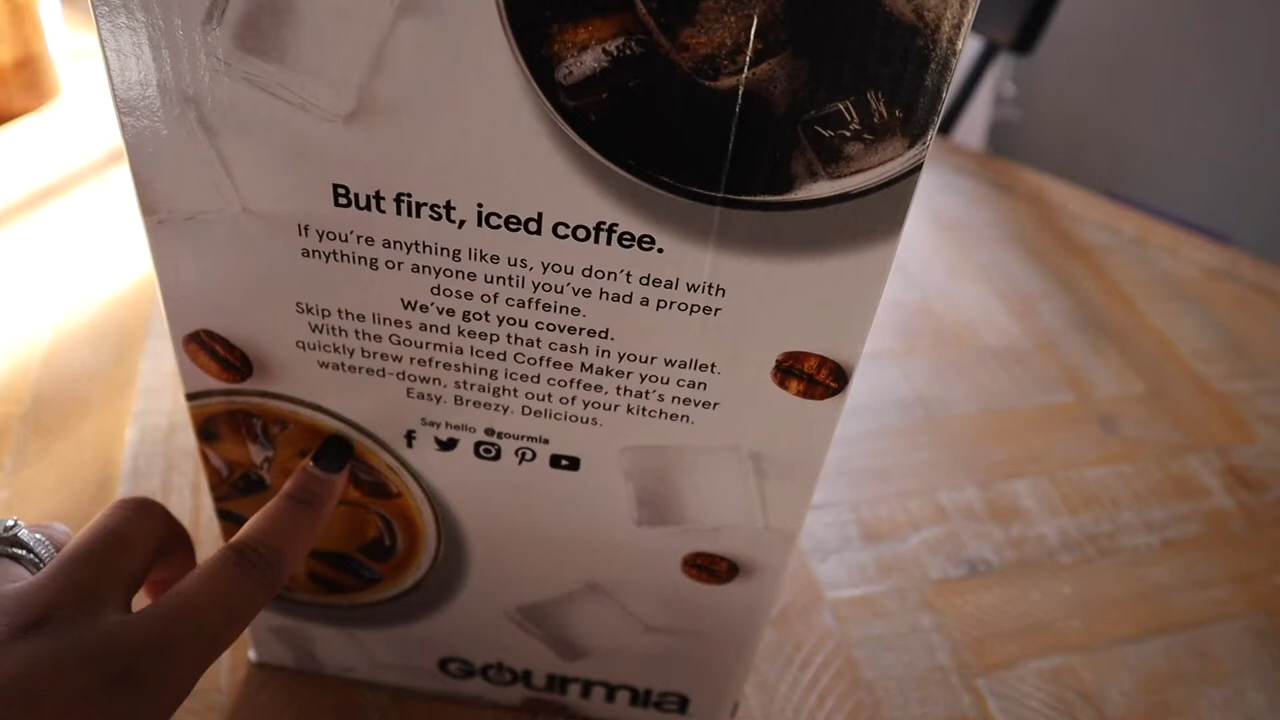 But first, iced coffee.
If you're anything like us, you don't deal with
anything or anyone until you've had a proper
dose of caffeine.
We've got you covered.
Skip the lines and keep that cash in your wallet.
With the Gourmia Iced Coffee Maker you can
quickly brew refreshing iced coffee, that's never
watered-down, straight out of your kitchen.
Easy. Breezy. Delicious.
Say hello @gourmia
Gourmia